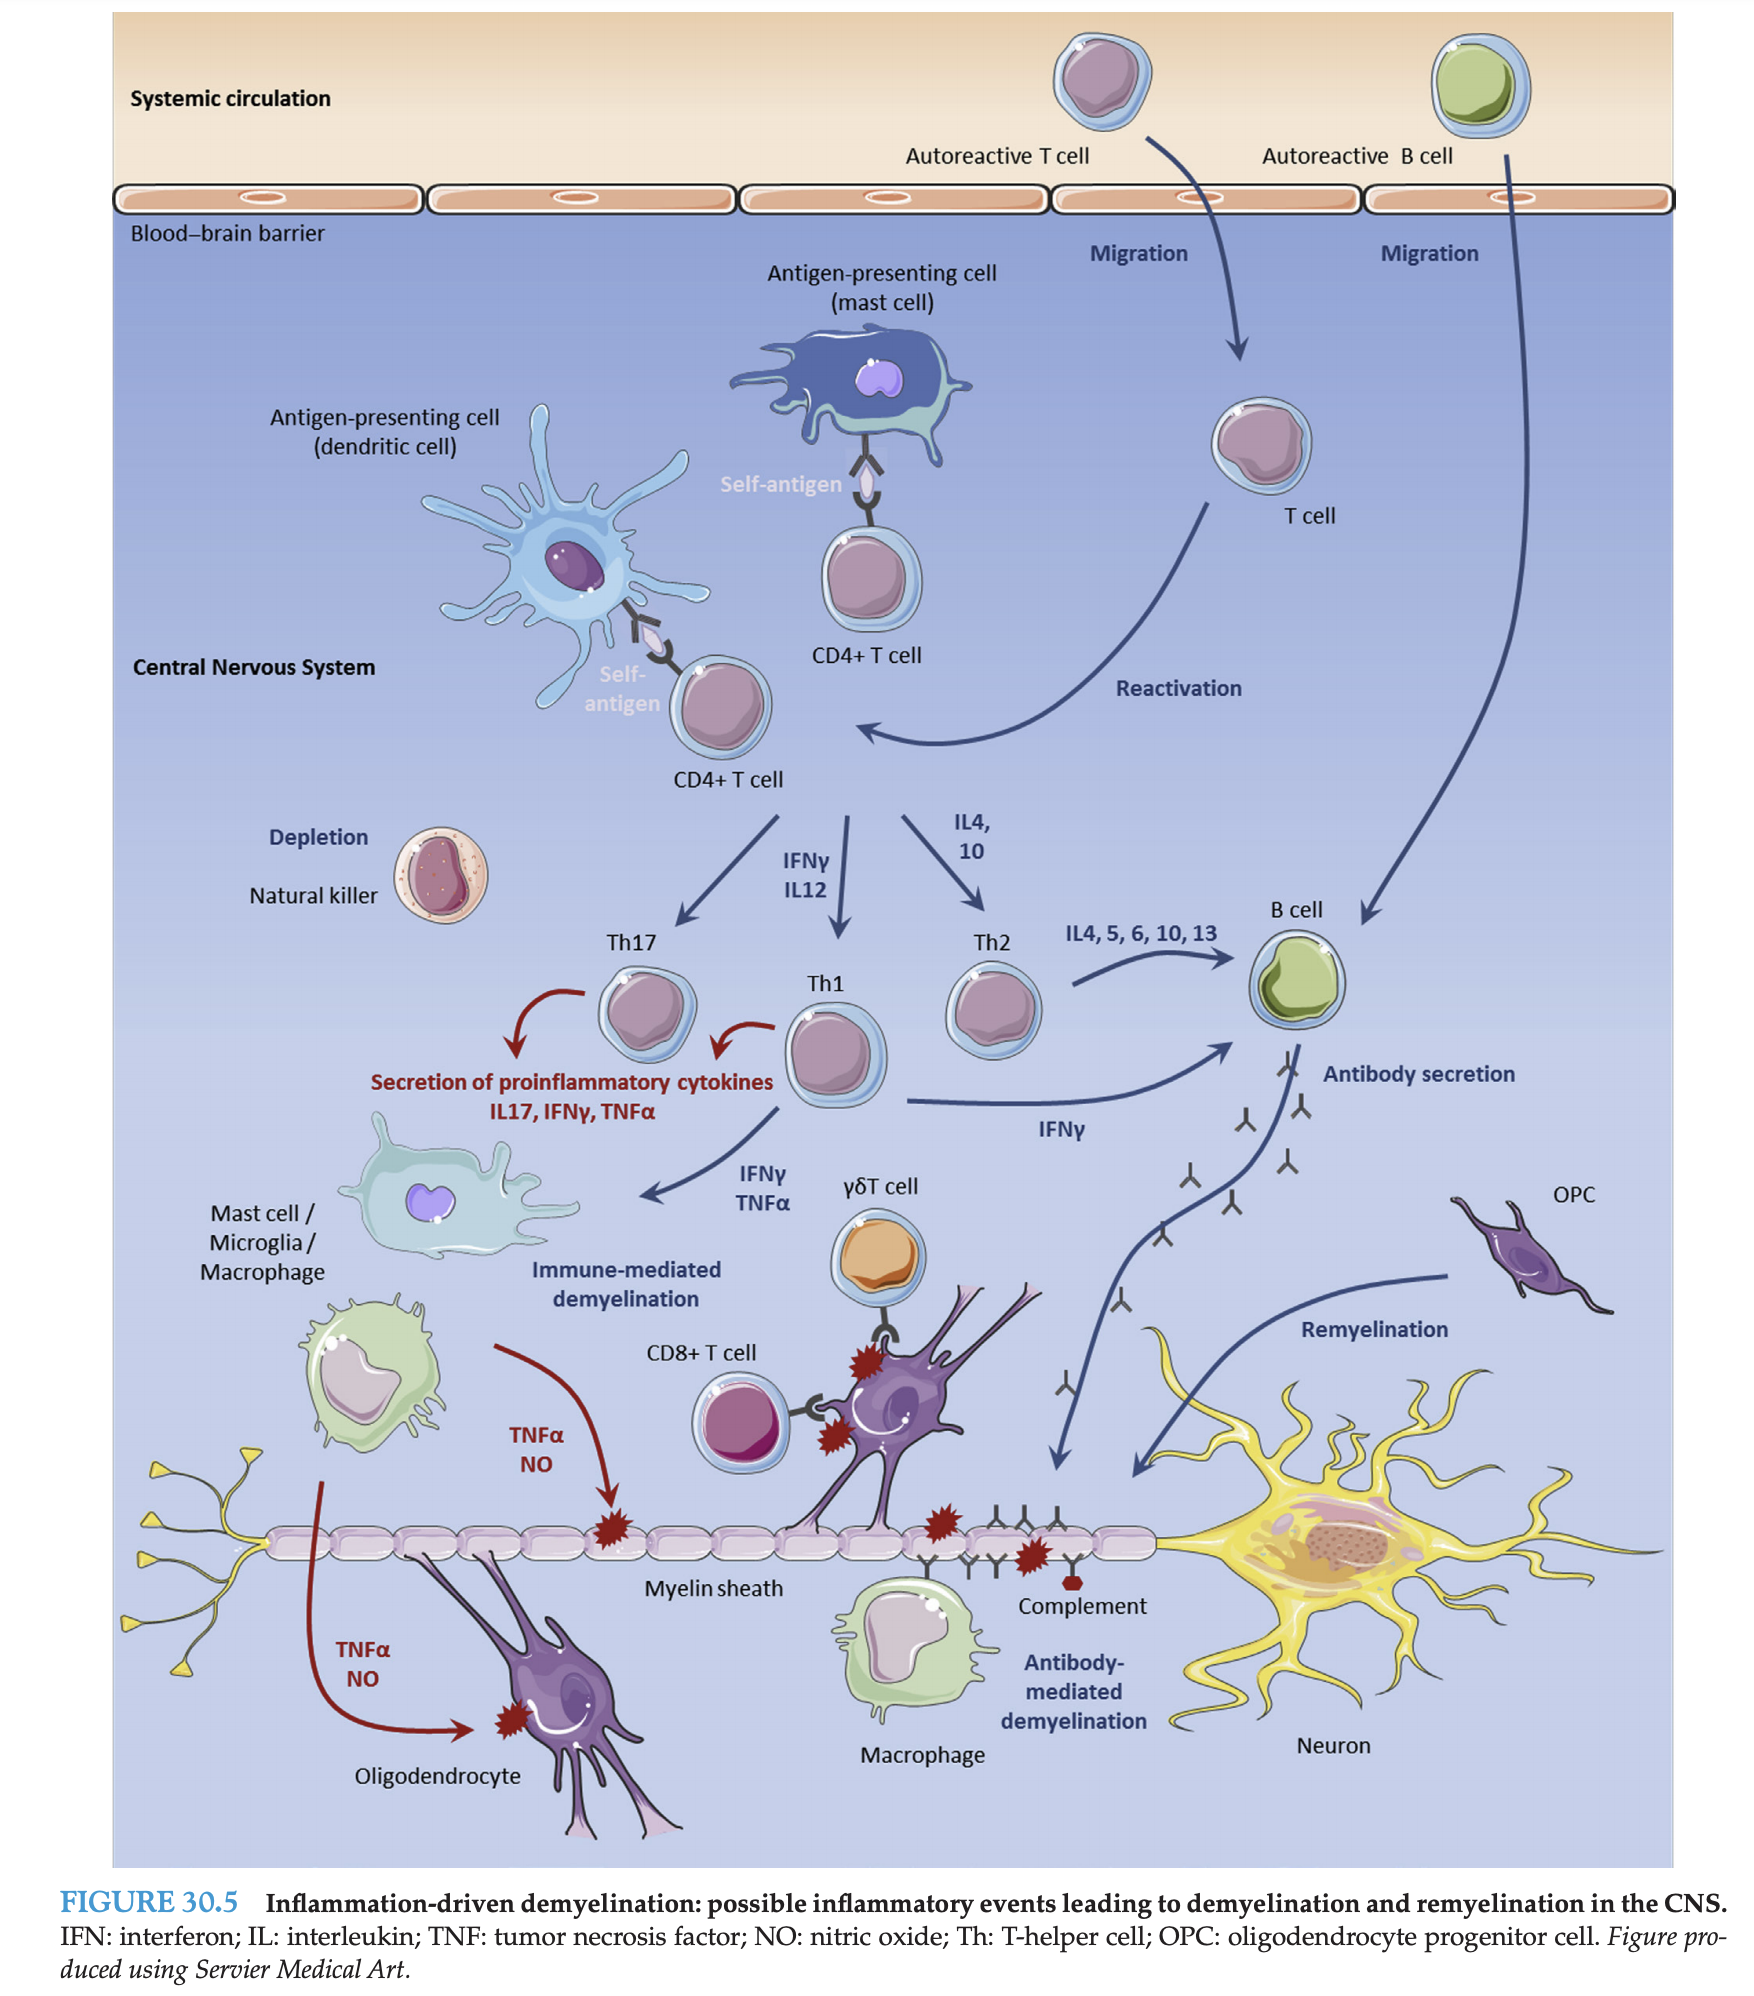 Systemic circulation
Autoreactive T cell
Autoreactive B cell
Blood–brain barrier
Migration
Migration
Antigen-presenting cell
(mast cell)
Antigen-presenting cell
(dendritic cell)
Self-antigen
T cell
CD4+ T cell
Central Nervous System
Self-
antigen
Reactivation
CD4+ T cell
Depletion
Natural killer
IFNγ
IL12
IL4,
10
Th17
Th1
Th2
IL4, 5, 6, 10, 13
B cell
Secretion of proinflammatory cytokines
IL17, IFNγ, TNFα
Antibody secretion
IFNγ
IFNγ
TNFα
γδT cell
OPC
Mast cell /
Microglia /
Macrophage
Immune-mediated
demyelination
Remyelination
CD8+ T cell
TNFα
NO
Myelin sheath
Complement
TNFα
NO
Antibody-
mediated
demyelination
Macrophage
Neuron
Oligodendrocyte
FIGURE 30.5 Inflammation-driven demyelination: possible inflammatory events leading to demyelination and remyelination in the CNS.
IFN: interferon; IL: interleukin; TNF: tumor necrosis factor; NO: nitric oxide; Th: T-helper cell; OPC: oligodendrocyte progenitor cell. Figure pro-
duced using Servier Medical Art.